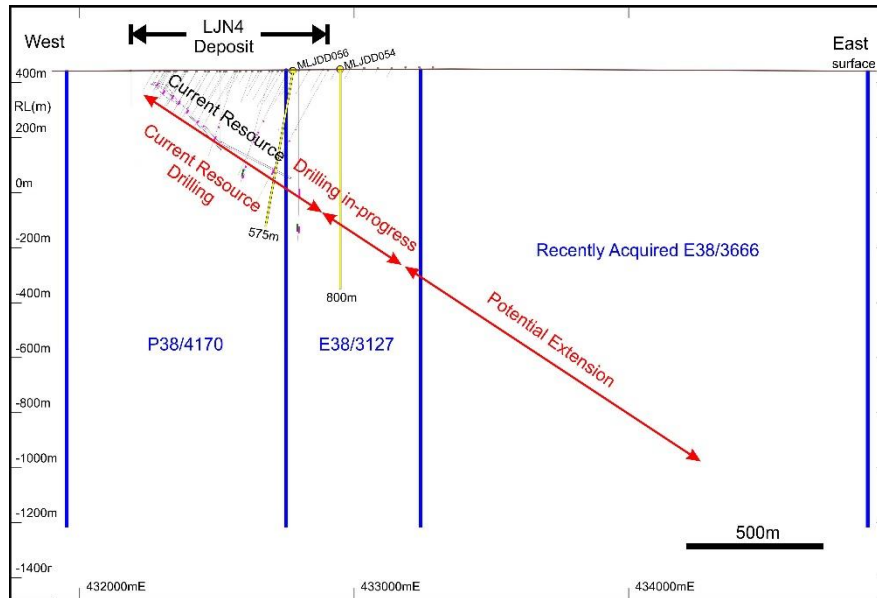 LJN4
Deposit
West
East
surface
MLJDD056
MLJDD054
400m
RL(m)
200m
0m
-200m
-400m
-600m
-800m
-1000m
-1200m
-1400r
Current Resource
Current Resource
Drilling
Drilling in-progress
Potential Extension
575m
800m
Recently Acquired E38/3666
P38/4170
E38/3127
500m
432000mE
433000mE
434000mE